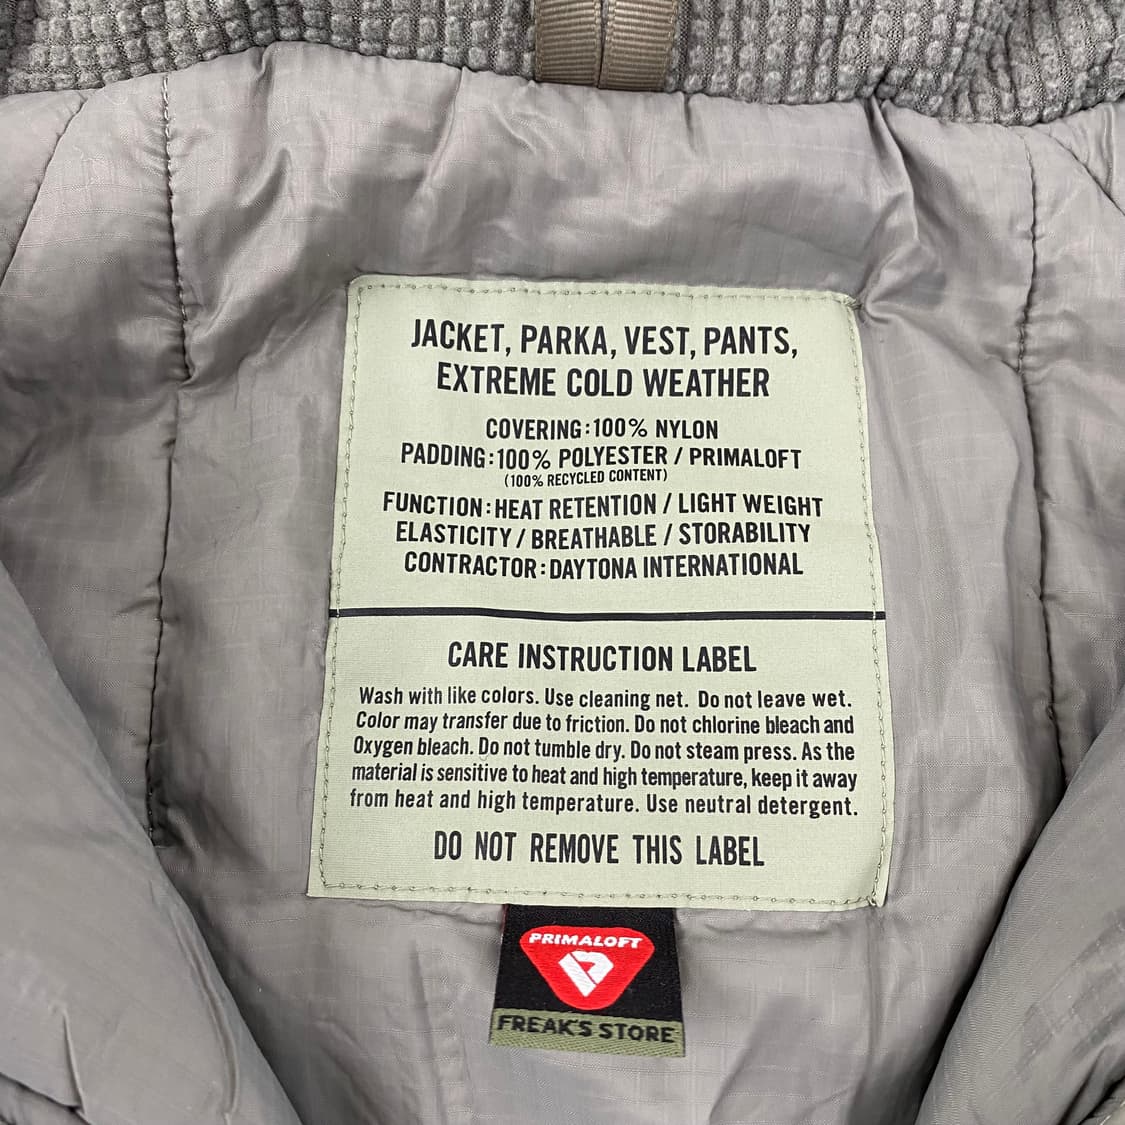 JACKET, PARKA, VEST, PANTS,
EXTREME COLD WEATHER
COVERING:100% NYLON
PADDING:100% POLYESTER / PRIMALOFT
(100% RECYCLED CONTENT)
FUNCTION:HEAT RETENTION / LIGHT WEIGHT
ELASTICITY / BREATHABLE / STORABILITY
CONTRACTOR:DAYTONA INTERNATIONAL
CARE INSTRUCTION LABEL
Wash with like colors. Use cleaning net. Do not leave wet.
Color may transfer due to friction. Do not chlorine bleach and
Oxygen bleach. Do not tumble dry. Do not steam press. As the
material is sensitive to heat and high temperature, keep it away
from heat and high temperature. Use neutral detergent.
DO NOT REMOVE THIS LABEL
PRIMALOFT
FREAK'S STORE